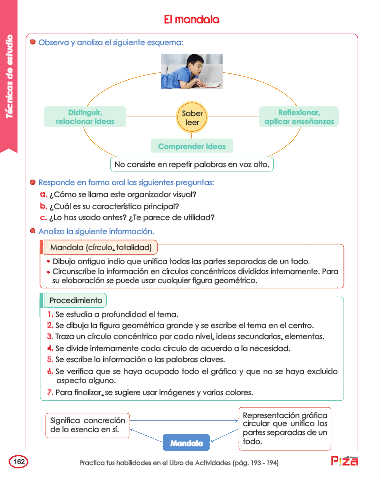 El mandala
Técnicas de estudio
Observa y analiza el siguiente esquema:
Distinguir,
relacionar ideas
Saber
leer
Reflexionar,
aplicar enseñanzas
Comprender ideas
No consiste en repetir palabras en voz alta.
Responde en forma oral las siguientes preguntas:
a. ¿Cómo se llama este organizador visual?
b. ¿Cuál es su característica principal?
c. ¿Lo has usado antes? ¿Te parece de utilidad?
Analiza la siguiente información.
Mandala (círculo, totalidad)
• Dibujo antiguo indio que unifica todas las partes separadas de un todo.
• Circunscribe la información en círculos concéntricos divididos internamente. Para
su elaboración se puede usar cualquier figura geométrica.
Procedimiento
1. Se estudia a profundidad el tema.
2. Se dibuja la figura geométrica grande y se escribe el tema en el centro.
3. Traza un círculo concéntrico por cada nivel, ideas secundarias, elementos.
4. Se divide internamente cada círculo de acuerdo a la necesidad.
5. Se escribe la información o las palabras claves.
6. Se verifica que se haya ocupado todo el gráfico y que no se haya excluido
aspecto alguno.
7. Para finalizar, se sugiere usar imágenes y varios colores.
Significa concreción
de la esencia en sí.
Mandala
Representación gráfica
circular que unifica las
partes separadas de un
todo.
162
Practica tus habilidades en el Libro de Actividades (pág. 193 - 194)